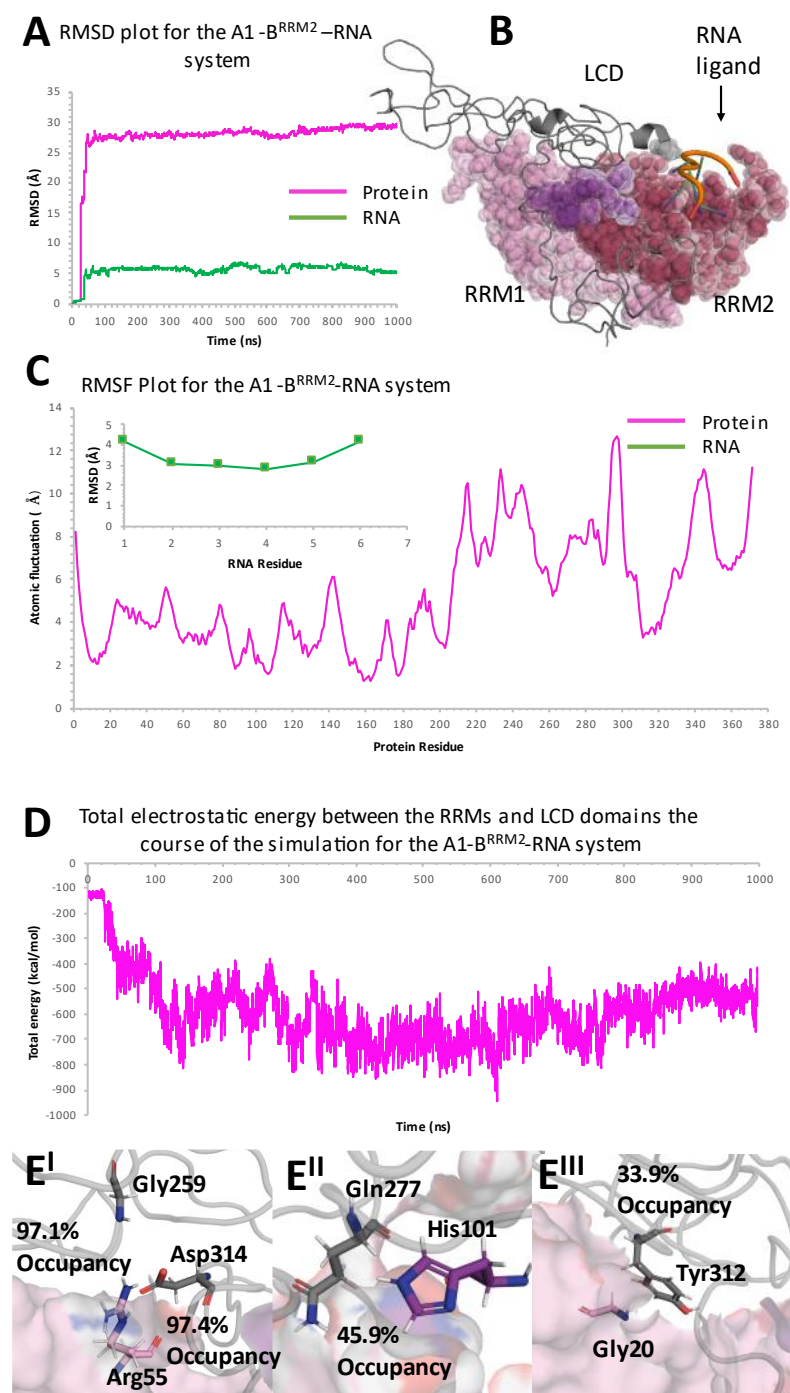 A
RMSD plot for the A1-B^RRM2–RNA
system
RMSD (Å)
35
30
25
20
15
10
5
0
0 100 200 300 400 500 600 700 800 900 1000
Time (ns)
Protein
RNA
B
LCD
RNA
ligand
RRM1
RRM2
C
RMSF Plot for the A1-B^RRM2-RNA system
Atomic fluctuation ( Å)
14
12
10
8
6
4
2
0
0 20 40 60 80 100 120 140 160 180 200 220 240 260 280 300 320 340 360 380
Protein Residue
Protein
RNA
RMSD (Å)
5
4
3
2
1
0
1 2 3 4 5 6 7
RNA Residue
D
Total electrostatic energy between the RRMs and LCD domains the
course of the simulation for the A1-B^RRM2-RNA system
Total energy (kcal/mol)
0 100 200 300 400 500 600 700 800 900 1000
0
-100
-200
-300
-400
-500
-600
-700
-800
-900
-1000
Time (ns)
E^I
Gly259
97.1%
Occupancy
Asp314
97.4%
Occupancy
Arg55
E^II
Gln277
His101
45.9%
Occupancy
E^III
33.9%
Occupancy
Tyr312
Gly20